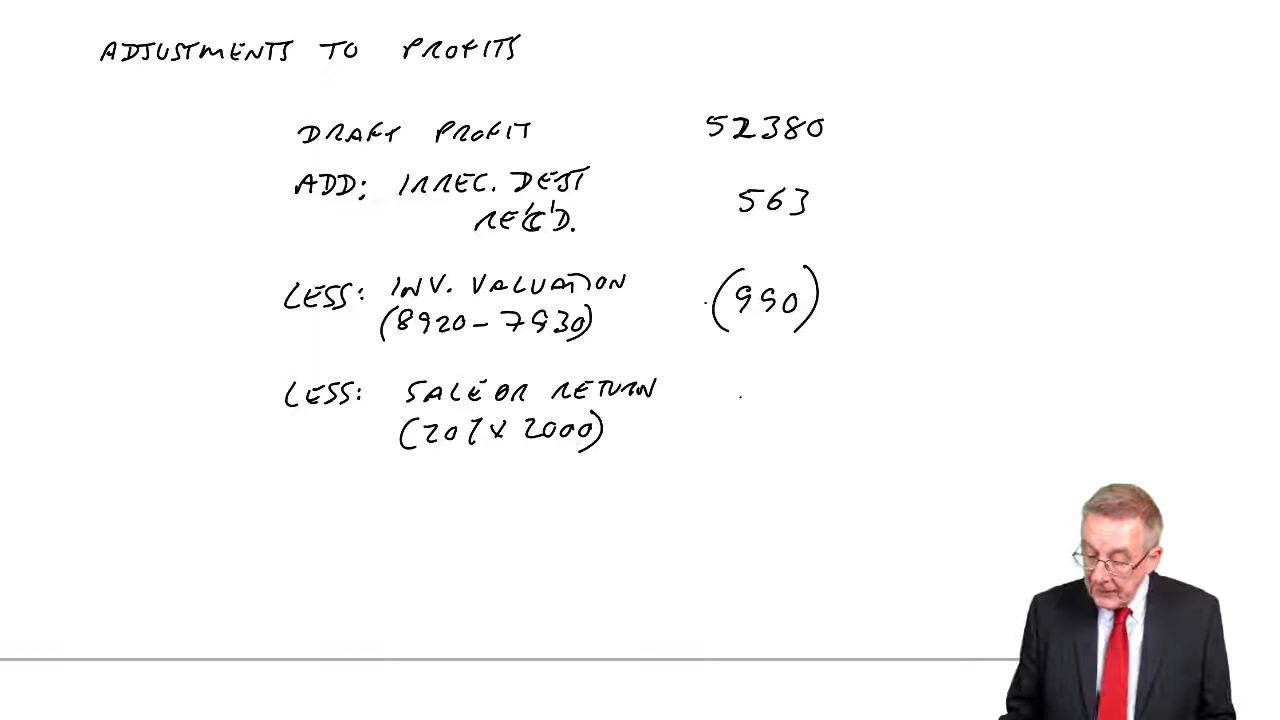 ADJUSTMENTS TO PROFITS
DRAFT PROFIT 52380
ADD: IRREC. DEBT 563
REC'D.
LESS: INV. VALUATION (990)
(8920 - 7930)
LESS: SALE OR RETURN
(20% x 2000)